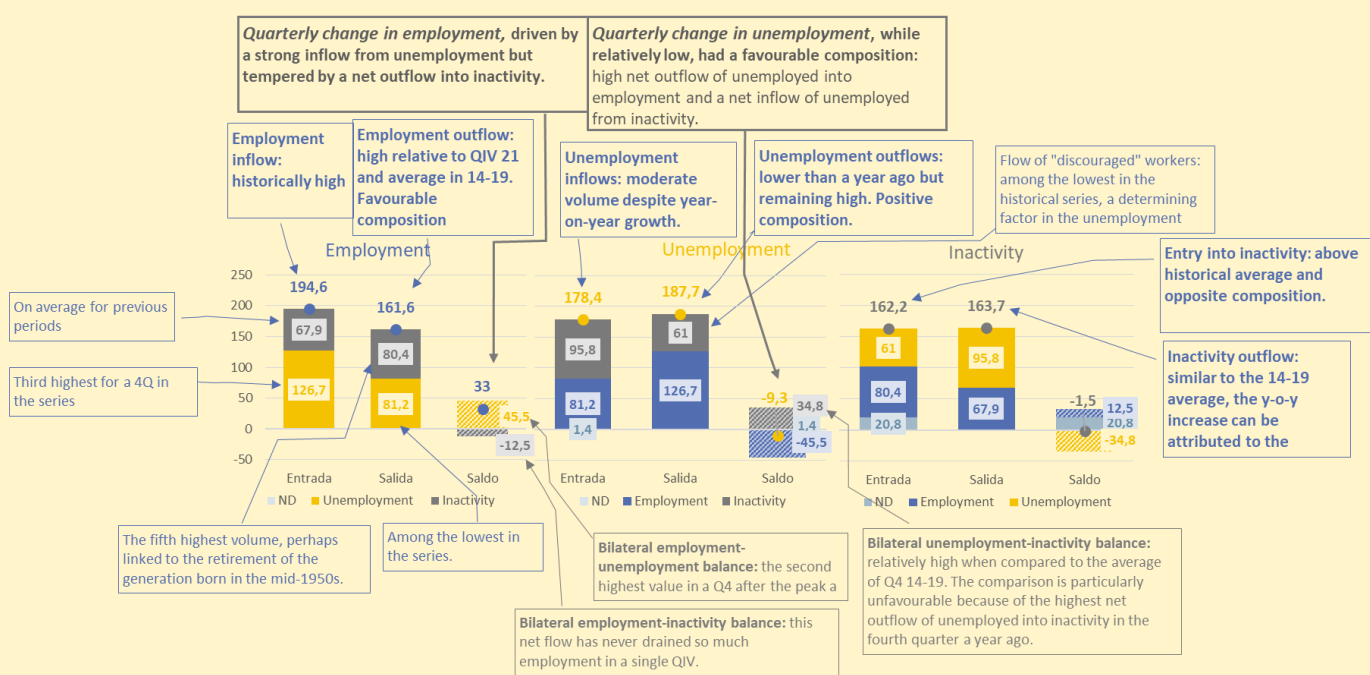 Quarterly change in employment, driven by
a strong inflow from unemployment but
tempered by a net outflow into inactivity.
Quarterly change in unemployment, while
relatively low, had a favourable composition:
high net outflow of unemployed into
employment and a net inflow of unemployed
from inactivity.
Employment
inflow:
historically high
Employment outflow:
high relative to QIV 21
and average in 14-19.
Favourable
composition
Unemployment
inflows: moderate
volume despite year-
on-year growth.
Unemployment outflows:
lower than a year ago but
remaining high. Positive
composition.
Flow of "discouraged" workers:
among the lowest in the
historical series, a determining
factor in the unemployment
Entry into inactivity: above
historical average and
opposite composition.
Inactivity outflow:
similar to the 14-19
average, the y-o-y
increase can be
attributed to the
On average for previous
periods
Third highest for a 4Q in
the series
Employment
250
200
150
100
50
0
-50
194,6
67,9
126,7
161,6
80,4
81,2
33
45,5
-12,5
Entrada
Salida
Saldo
ND
Unemployment
Inactivity
Unemployment
178,4
95,8
81,2
1,4
187,7
61
126,7
-9,3
34,8
1,4
-45,5
Entrada
Salida
Saldo
ND
Employment
Inactivity
Inactivity
162,2
61
80,4
20,8
163,7
95,8
67,9
-1,5
12,5
20,8
-34,8
Entrada
Salida
Saldo
ND
Employment
Unemployment
The fifth highest volume, perhaps
linked to the retirement of the
generation born in the mid-1950s.
Among the lowest in
the series.
Bilateral employment-
unemployment balance: the second
highest value in a Q4 after the peak a
Bilateral employment-inactivity balance: this
net flow has never drained so much
employment in a single QIV.
Bilateral unemployment-inactivity balance:
relatively high when compared to the average
of Q4 14-19. The comparison is particularly
unfavourable because of the highest net
outflow of unemployed into inactivity in the
fourth quarter a year ago.